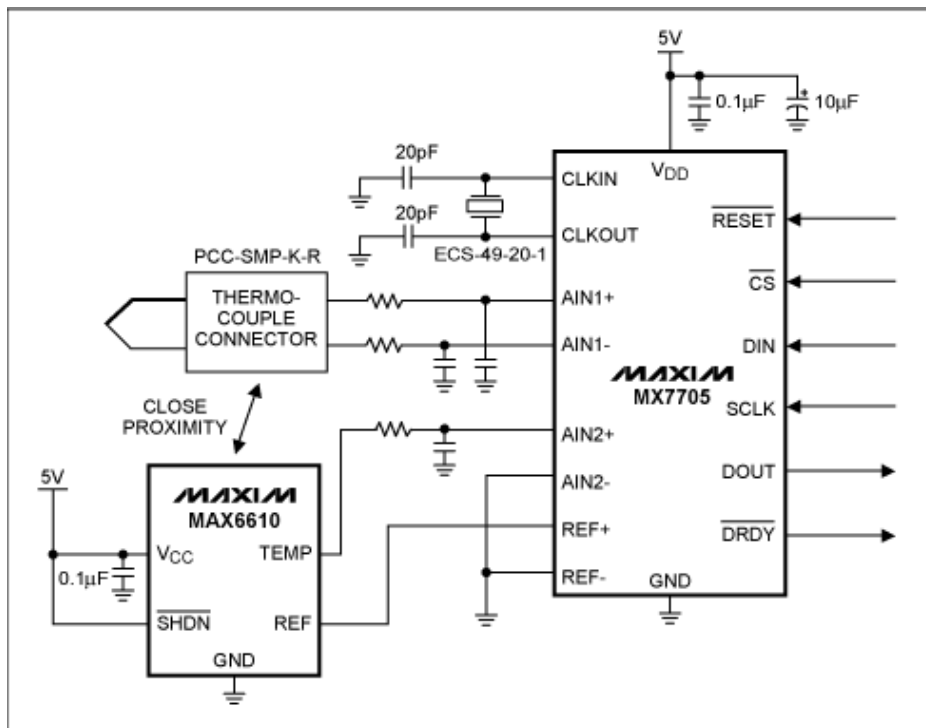 5V
0.1µF
10µF
20pF
CLKIN
VDD
RESET
20pF
CLKOUT
ECS-49-20-1
CS
PCC-SMP-K-R
THERMO-
COUPLE
CONNECTOR
AIN1+
AIN1-
DIN
MAXIM
MX7705
SCLK
CLOSE
PROXIMITY
AIN2+
AIN2-
DOUT
5V
MAXIM
MAX6610
REF+
DRDY
VCC
TEMP
0.1µF
REF-
SHDN
REF
GND
GND